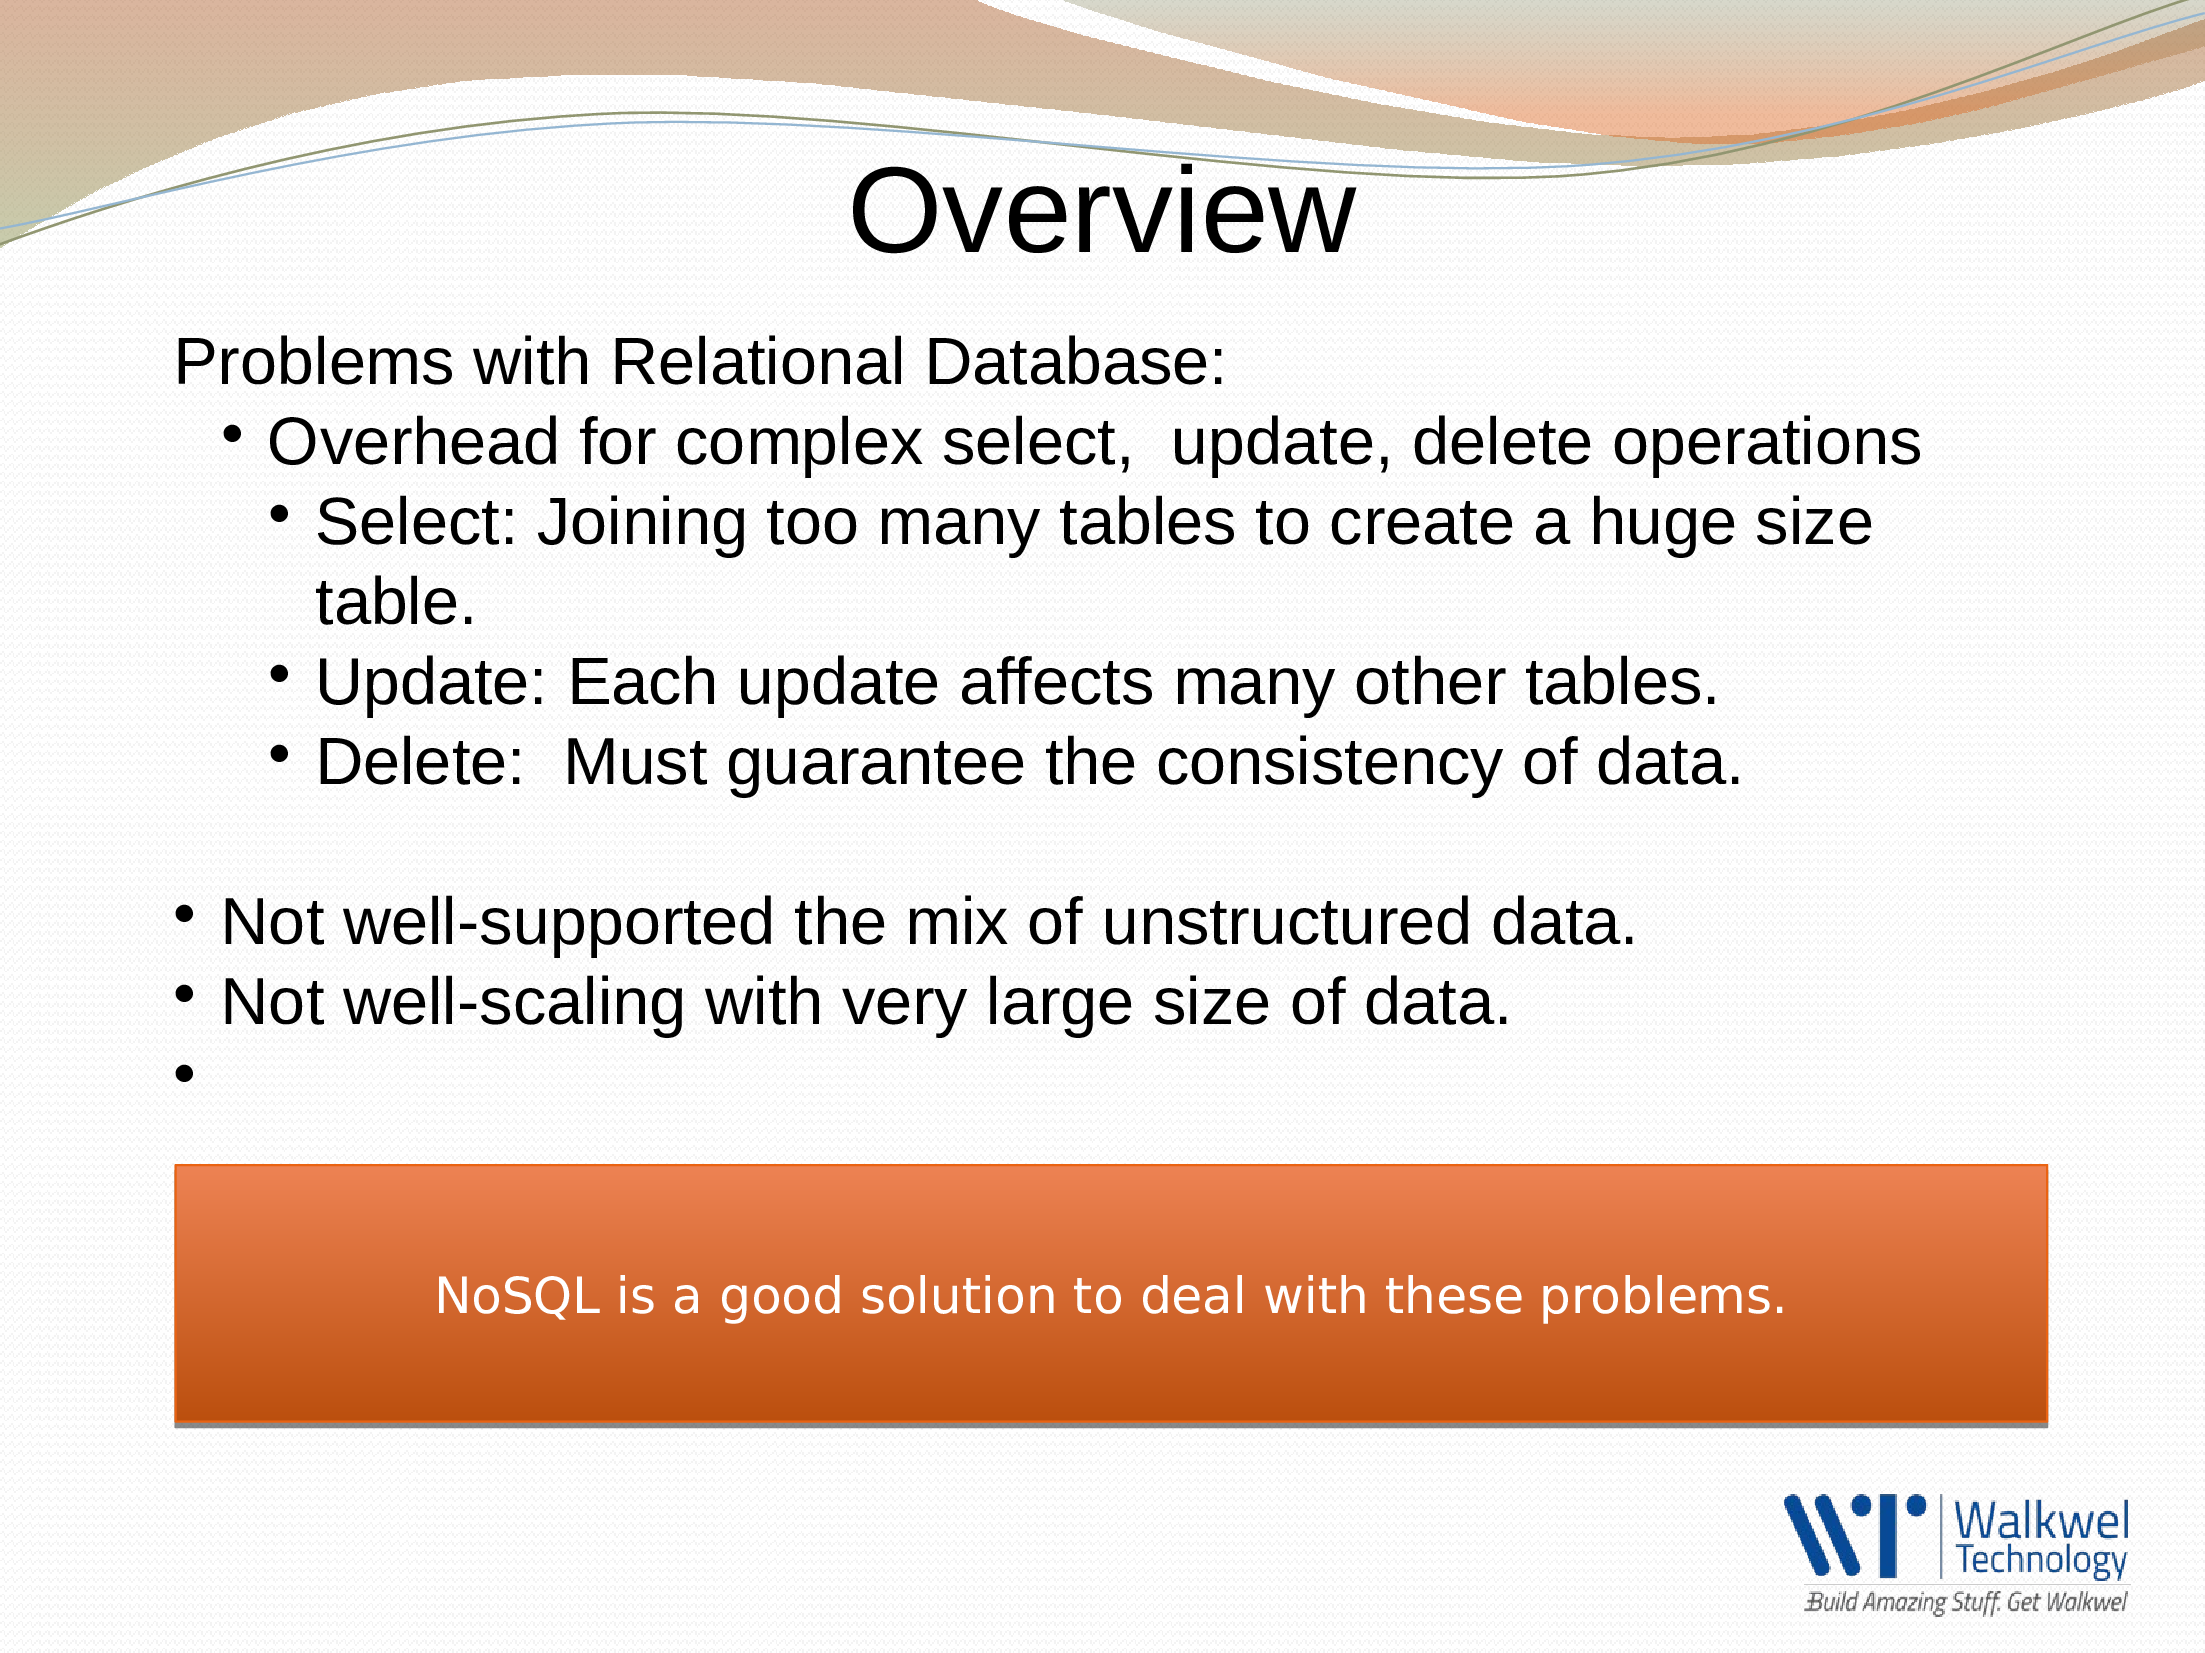 Overview
Problems with Relational Database:
• Overhead for complex select,  update, delete operations
• Select: Joining too many tables to create a huge size
table.
• Update: Each update affects many other tables.
• Delete:  Must guarantee the consistency of data.
• Not well-supported the mix of unstructured data.
• Not well-scaling with very large size of data.
•
NoSQL is a good solution to deal with these problems.
WT
Walkwel
Technology
Build Amazing Stuff. Get Walkwel